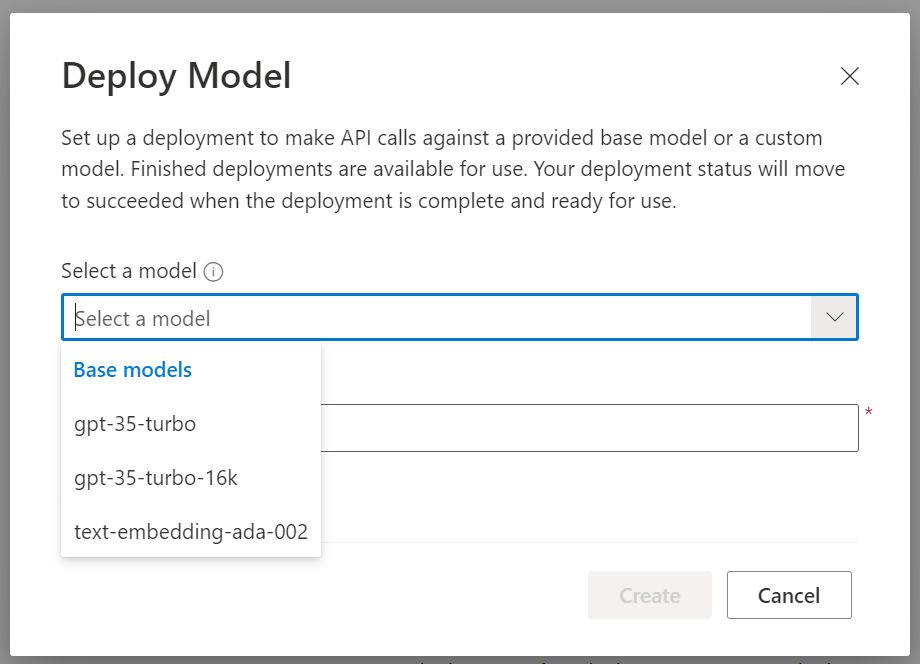 Deploy Model
Set up a deployment to make API calls against a provided base model or a custom
model. Finished deployments are available for use. Your deployment status will move
to succeeded when the deployment is complete and ready for use.
Select a model
Select a model
Base models
*
gpt-35-turbo
gpt-35-turbo-16k
text-embedding-ada-002
Create Cancel